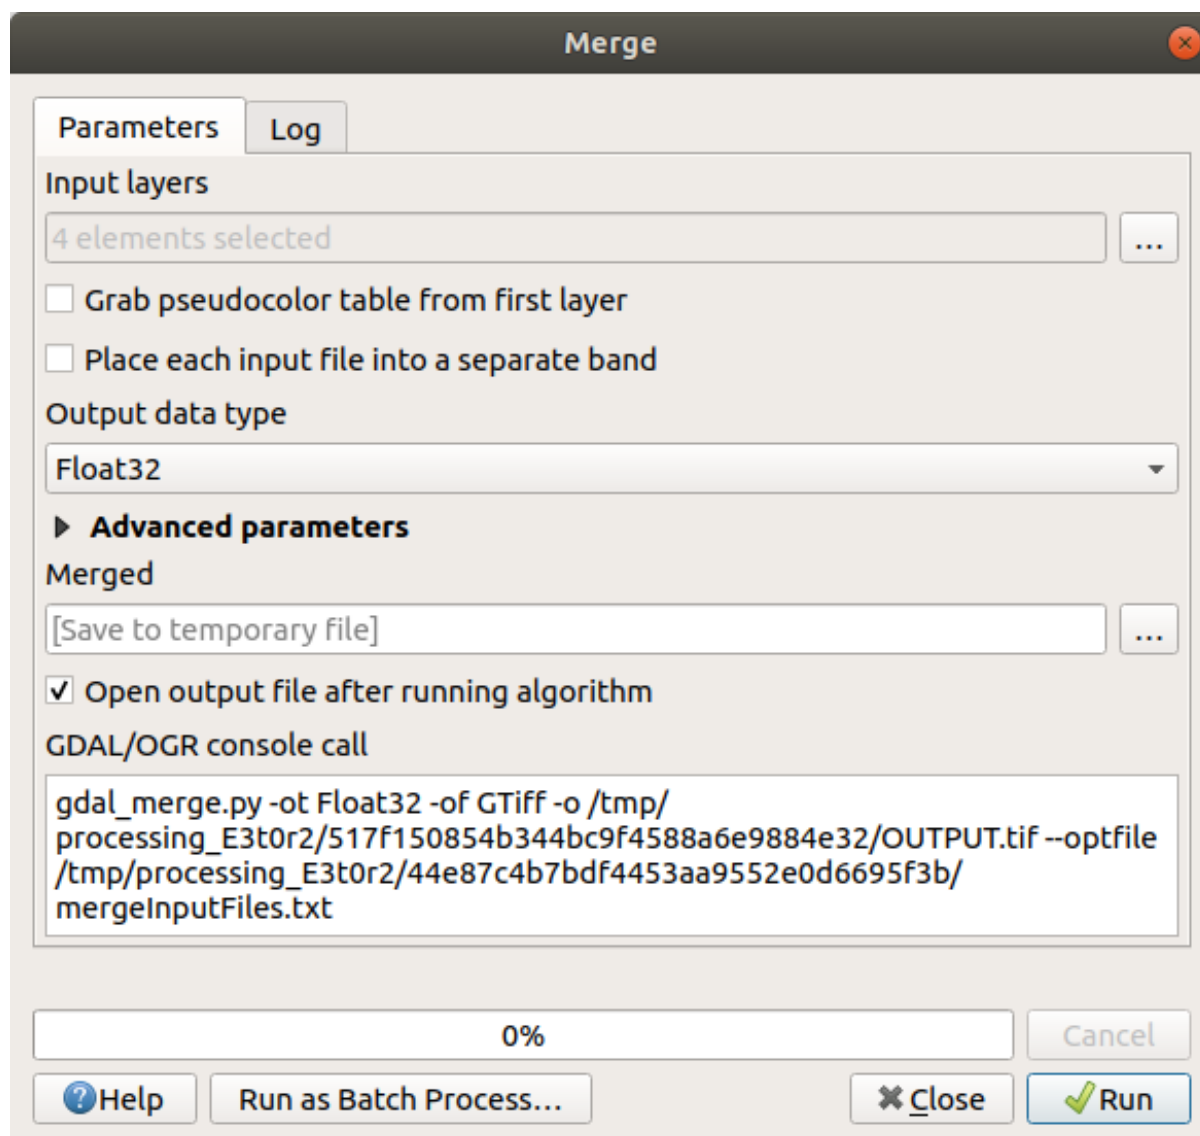 Merge
Parameters
Log
Input layers
4 elements selected
...
Grab pseudocolor table from first layer
Place each input file into a separate band
Output data type
Float32
Advanced parameters
Merged
[Save to temporary file]
...
Open output file after running algorithm
GDAL/OGR console call
gdal_merge.py -ot Float32 -of GTiff -o /tmp/
processing_E3t0r2/517f150854b344bc9f4588a6e9884e32/OUTPUT.tif --optfile
/tmp/processing_E3t0r2/44e87c4b7bdf4453aa9552e0d6695f3b/
mergeInputFiles.txt
0%
Cancel
Help
Run as Batch Process...
Close
Run